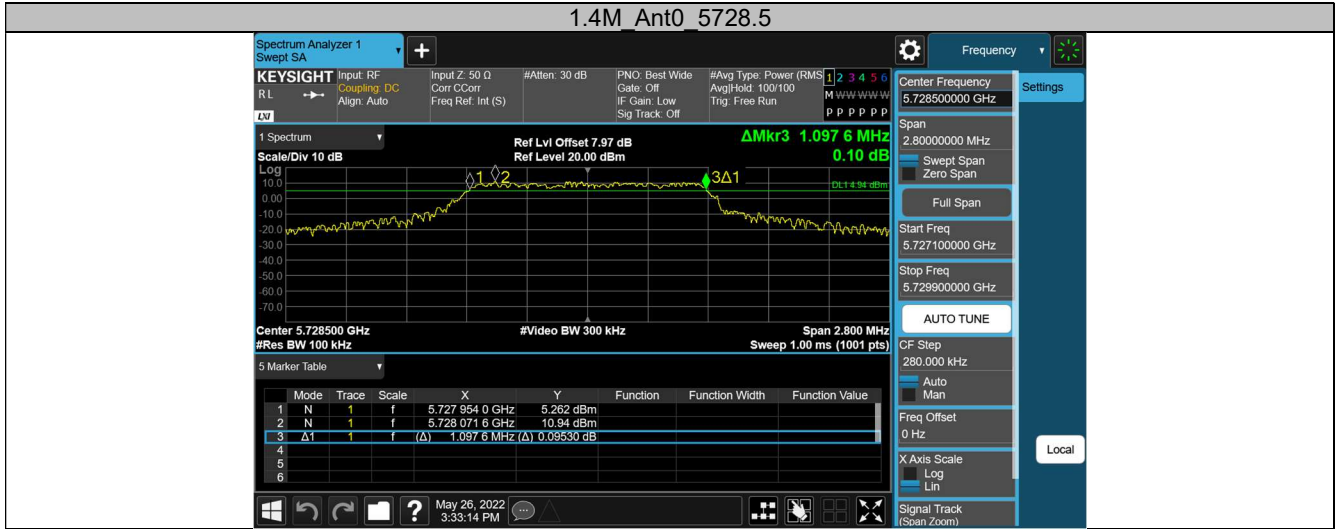 1.4M_Ant0_5728.5
Spectrum Analyzer 1
Swept SA
+
Frequency
KEYSIGHT
R L
LXI
Input: RF
Coupling: DC
Align: Auto
Input Z: 50 Ω
Corr CCorr
Freq Ref: Int (S)
#Atten: 30 dB
PNO: Best Wide
Gate: Off
IF Gain: Low
Sig Track: Off
#Avg Type: Power (RMS
Avg|Hold: 100/100
Trig: Free Run
1 2 3 4 5 6
M W W W W W
P P P P P P
1 Spectrum
Scale/Div 10 dB
Log
Ref Lvl Offset 7.97 dB
Ref Level 20.00 dBm
ΔMkr3 1.097 6 MHz
0.10 dB
1 2 3Δ1
DL1 4.94 dBm
10.0
0.00
-10.0
-20.0
-30.0
-40.0
-50.0
-60.0
-70.0
Center 5.728500 GHz
#Res BW 100 kHz
#Video BW 300 kHz
Span 2.800 MHz
Sweep 1.00 ms (1001 pts)
5 Marker Table
Mode Trace Scale X Y Function Function Width Function Value
1 N 1 f 5.727 954 0 GHz 5.262 dBm
2 N 1 f 5.728 071 6 GHz 10.94 dBm
3 Δ1 1 f (Δ) 1.097 6 MHz (Δ) 0.09530 dB
4
5
6
?
May 26, 2022
3:33:14 PM
Center Frequency
5.728500000 GHz
Span
2.80000000 MHz
Swept Span
Zero Span
Full Span
Start Freq
5.727100000 GHz
Stop Freq
5.729900000 GHz
AUTO TUNE
CF Step
280.000 kHz
Auto
Man
Freq Offset
0 Hz
X Axis Scale
Log
Lin
Signal Track
(Span Zoom)
Settings
Local